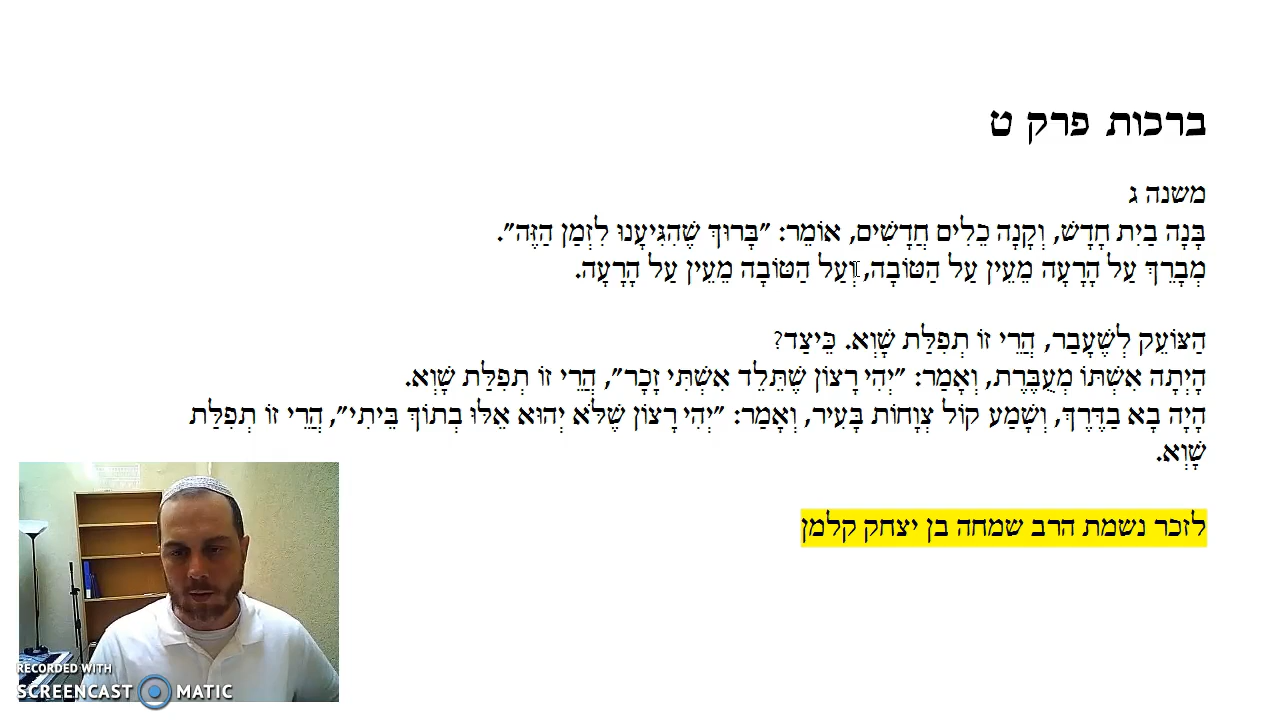 ברכות פרק ט
משנה ג
בָּנָה בַיִת חָדָשׁ, וְקָנָה כֵלִים חֲדָשִׁים, אוֹמֵר: "בָּרוּךְ שֶׁהִגִּיעָנוּ לִזְמַן הַזֶּה".
מְבָרֵךְ עַל הָרָעָה מֵעֵין עַל הַטּוֹבָה, וְעַל הַטּוֹבָה מֵעֵין עַל הָרָעָה.
הַצּוֹעֵק לְשֶׁעָבַר, הֲרֵי זוֹ תְפִלַּת שָׁוְא. כֵּיצַד?
הָיְתָה אִשְׁתּוֹ מְעֻבֶּרֶת, וְאָמַר: "יְהִי רָצוֹן שֶׁתֵּלֵד אִשְׁתִּי זָכָר", הֲרֵי זוֹ תְפִלַּת שָׁוְא.
הָיָה בָא בַדֶּרֶךְ, וְשָׁמַע קוֹל צְוָחוֹת בָּעִיר, וְאָמַר: "יְהִי רָצוֹן שֶׁלֹּא יְהוּא אֵלּוּ בְתוֹךְ בֵּיתִי", הֲרֵי זוֹ תְפִלַּת
שָׁוְא.
לזכר נשמת הרב שמחה בן יצחק קלמן
RECORDED WITH
SCREENCAST MATIC